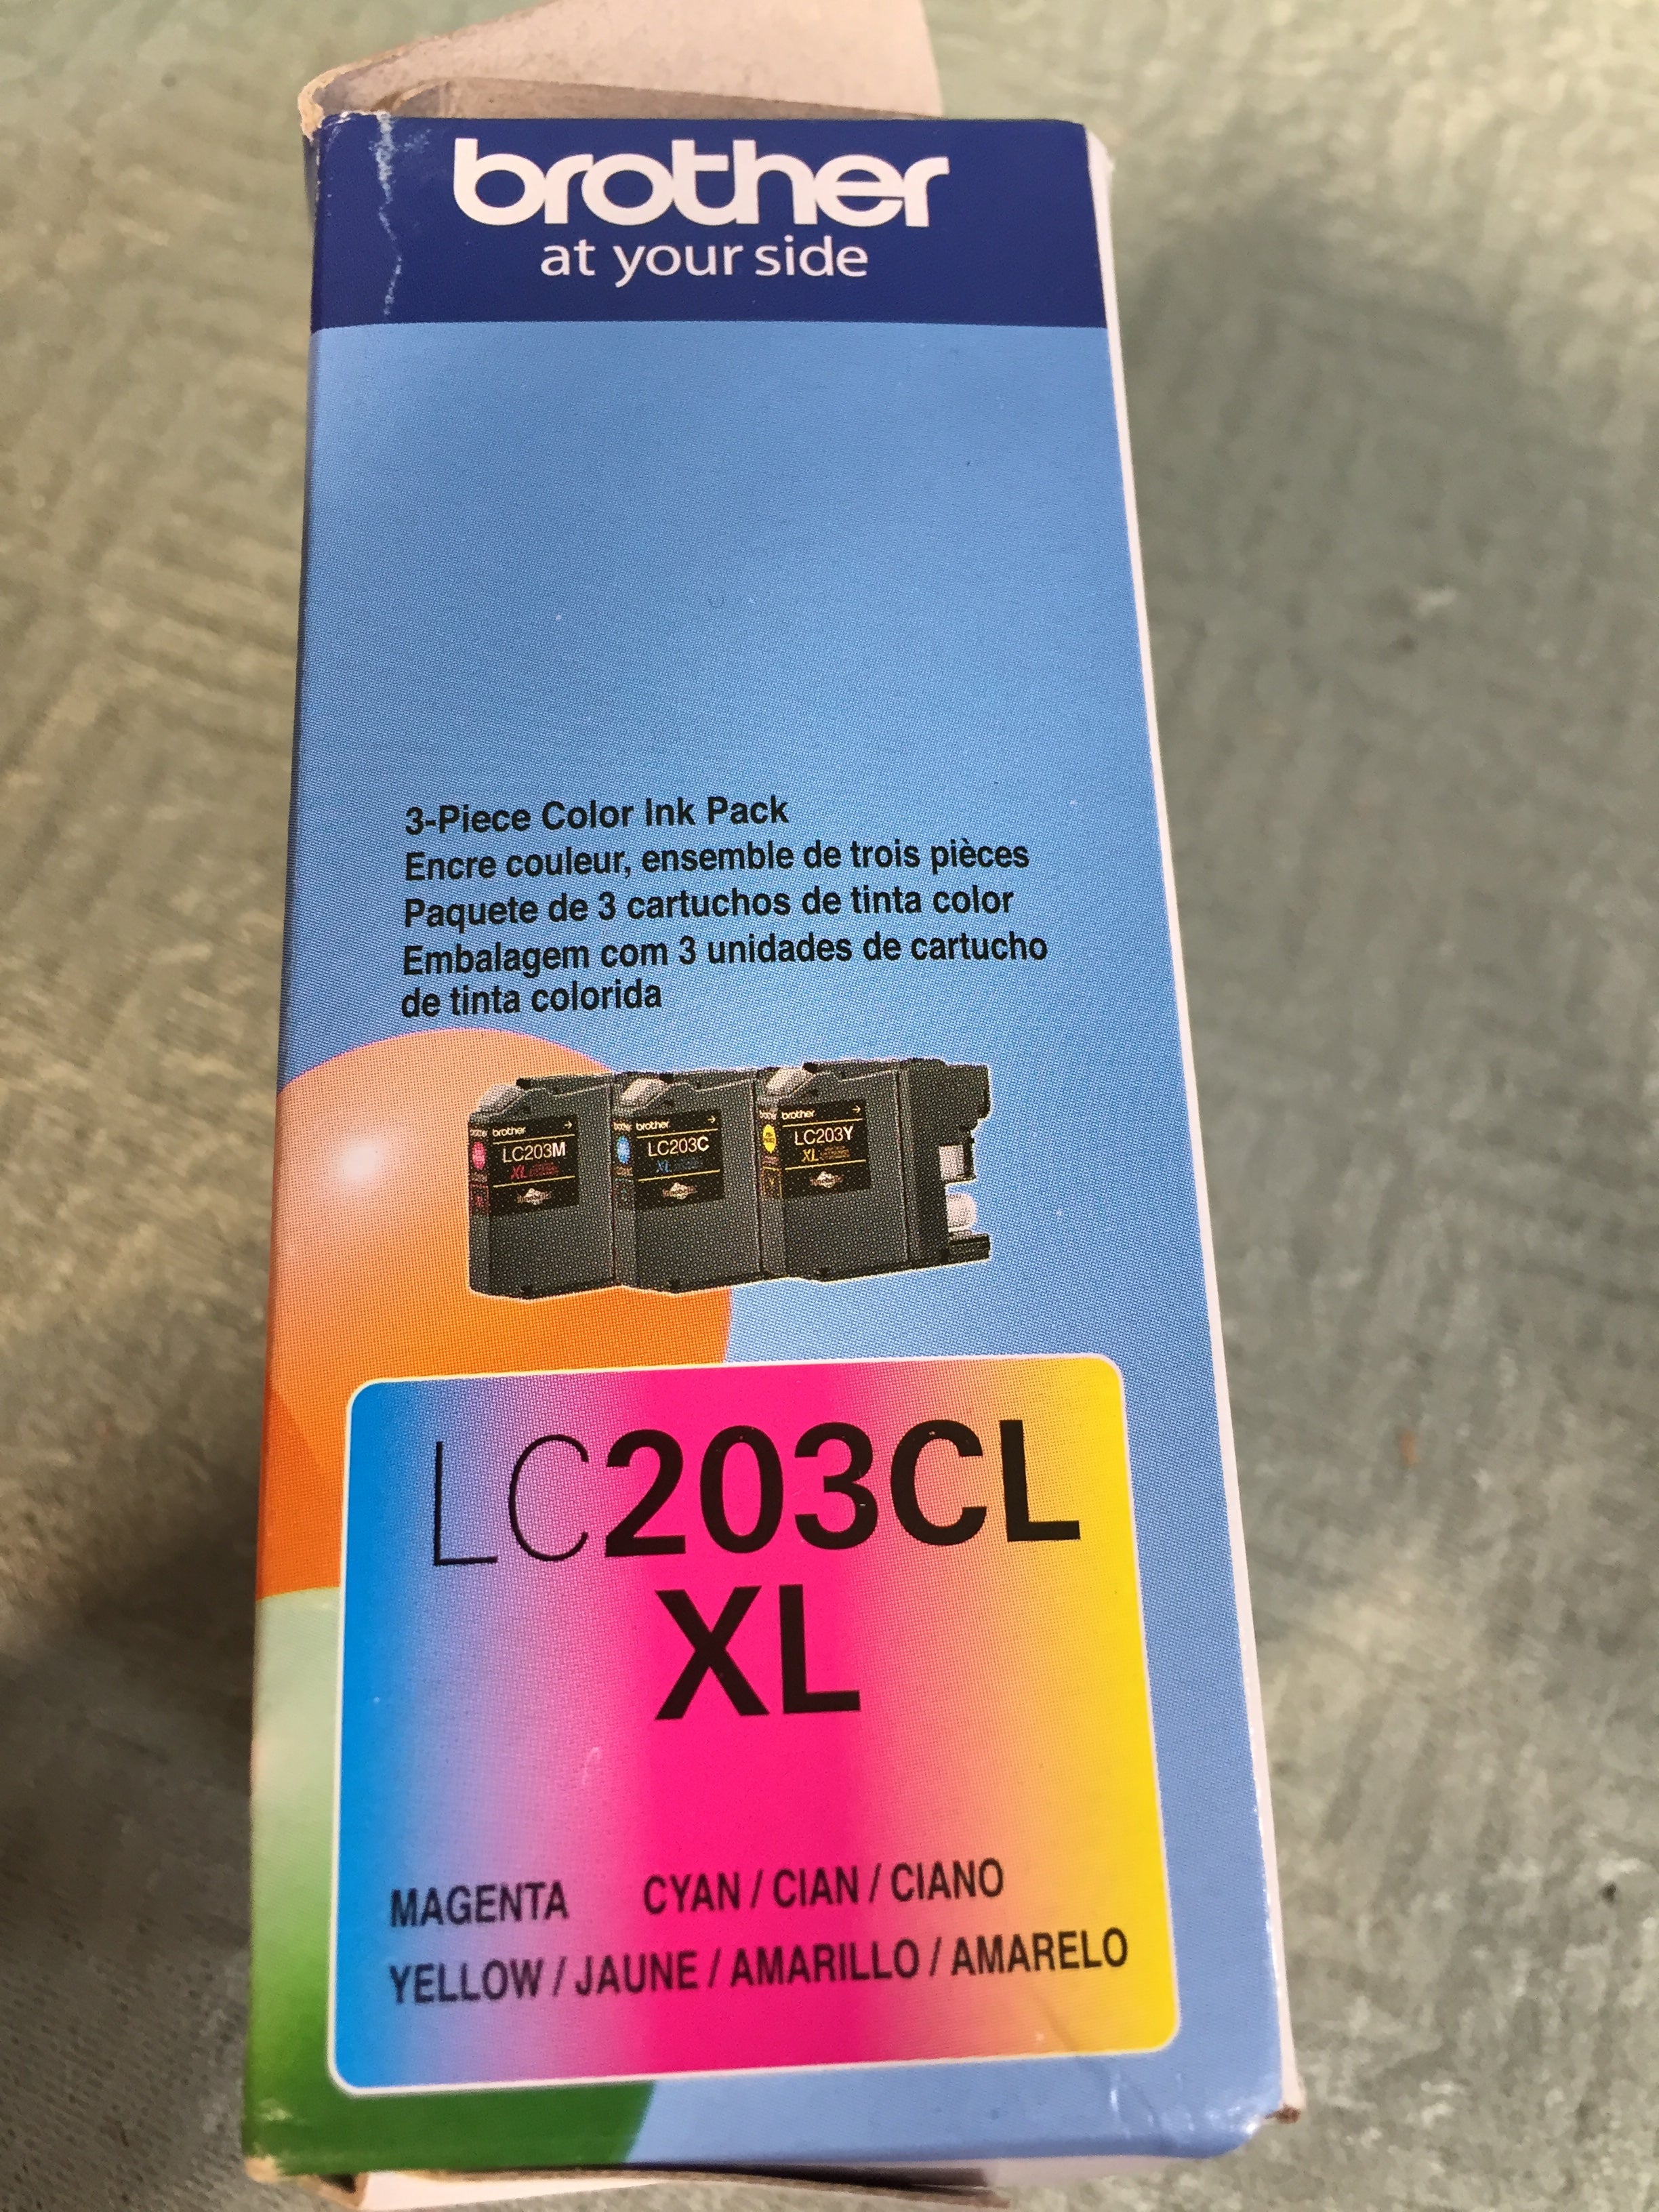 brother
at your side
3-Piece Color Ink Pack
Encre couleur, ensemble de trois pièces
Paquete de 3 cartuchos de tinta color
Embalagem com 3 unidades de cartucho
de tinta colorida
brother
LC203M
XL
brother
LC203C
XL
brother
LC203Y
XL
LC203CL
XL
MAGENTA CYAN / CIAN / CIANO
YELLOW / JAUNE / AMARILLO / AMARELO